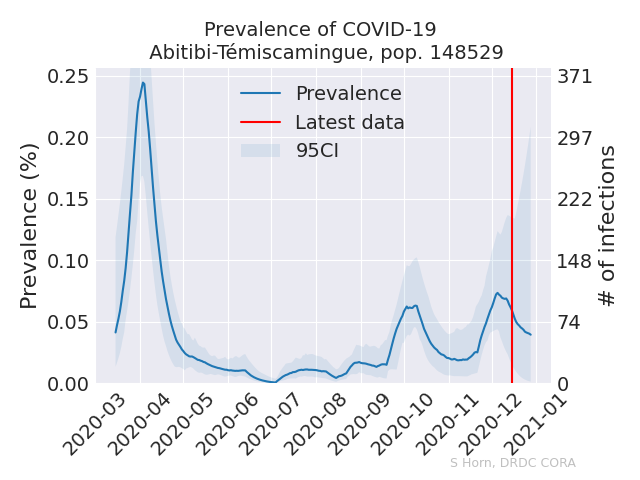 Prevalence of COVID-19
Abitibi-Témiscamingue, pop. 148529
Prevalence (%)
0.25
0.20
0.15
0.10
0.05
0.00
Prevalence
Latest data
95CI
371
297
222
148
74
0
# of infections
2020-03
2020-04
2020-05
2020-06
2020-07
2020-08
2020-09
2020-10
2020-11
2020-12
2021-01
S Horn, DRDC CORA